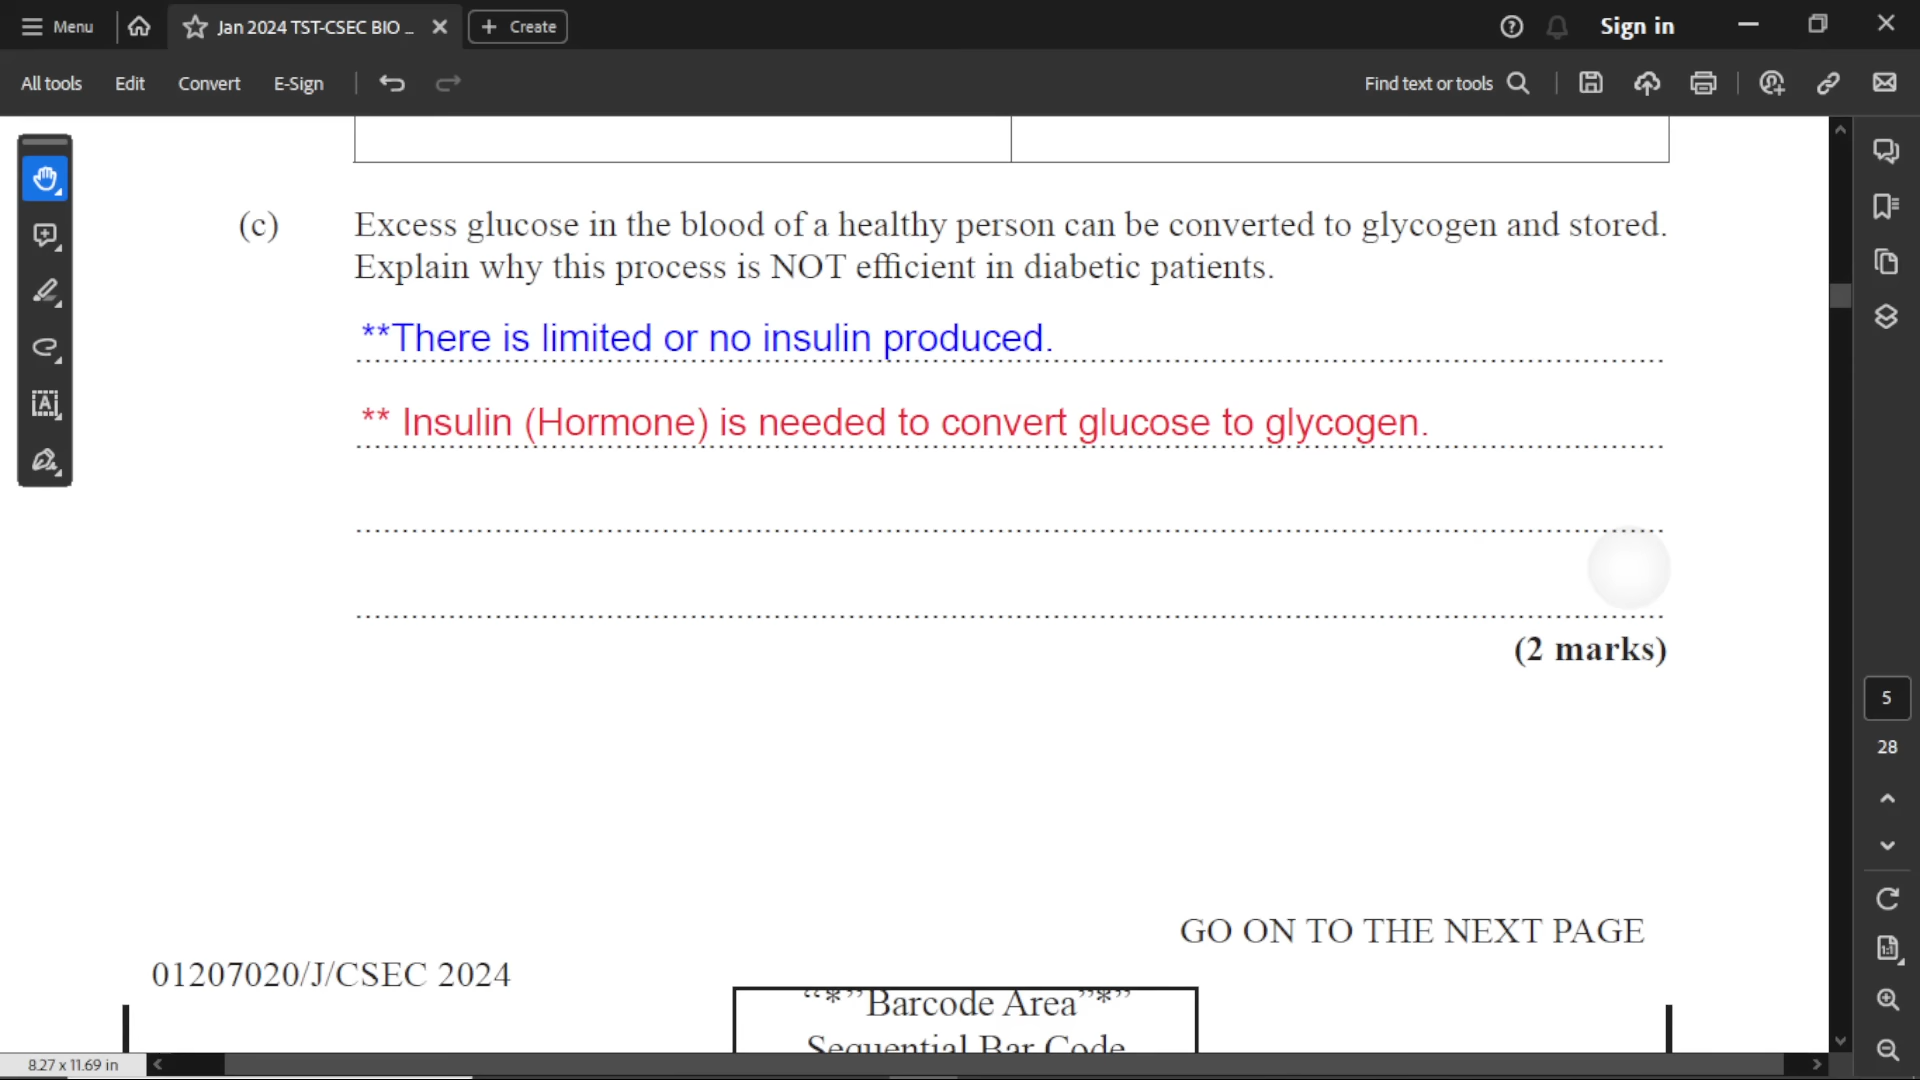 Menu Jan 2024 TST-CSEC BIO _ Create Sign in
All tools Edit Convert E-Sign Find text or tools
(c) Excess glucose in the blood of a healthy person can be converted to glycogen and stored.
Explain why this process is NOT efficient in diabetic patients.
**There is limited or no insulin produced.
** Insulin (Hormone) is needed to convert glucose to glycogen.
(2 marks)
5
28
GO ON TO THE NEXT PAGE
01207020/J/CSEC 2024
“*”Barcode Area”*”
Sequential Bar Code
8.27 x 11.69 in